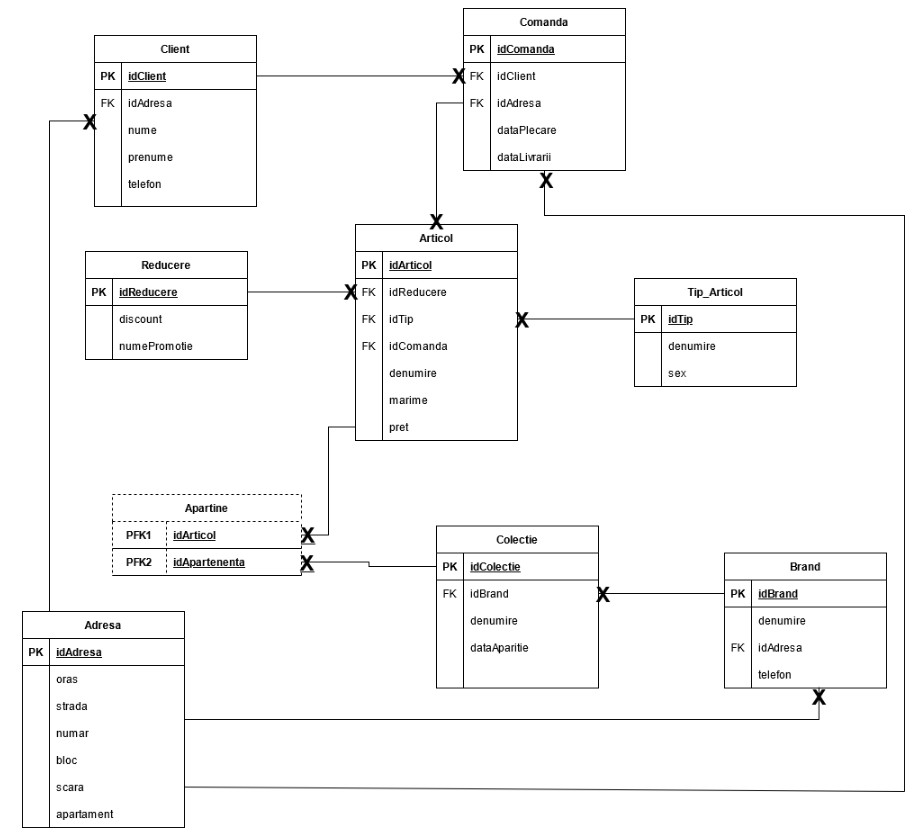 Comanda
PK idComanda
FK idClient
FK idAdresa
dataPlecare
dataLivrarii
Client
PK idClient
FK idAdresa
nume
prenume
telefon
X
X
X
X
Articol
PK idArticol
FK idReducere
FK idTip
FK idComanda
denumire
marime
pret
Reducere
PK idReducere
discount
numePromotie
X
X
Tip_Articol
PK idTip
denumire
sex
Apartine
PFK1 idArticol
PFK2 idApartenenta
X
X
Colectie
PK idColectie
FK idBrand
denumire
dataAparitie
X
Brand
PK idBrand
denumire
FK idAdresa
telefon
X
Adresa
PK idAdresa
oras
strada
numar
bloc
scara
apartament